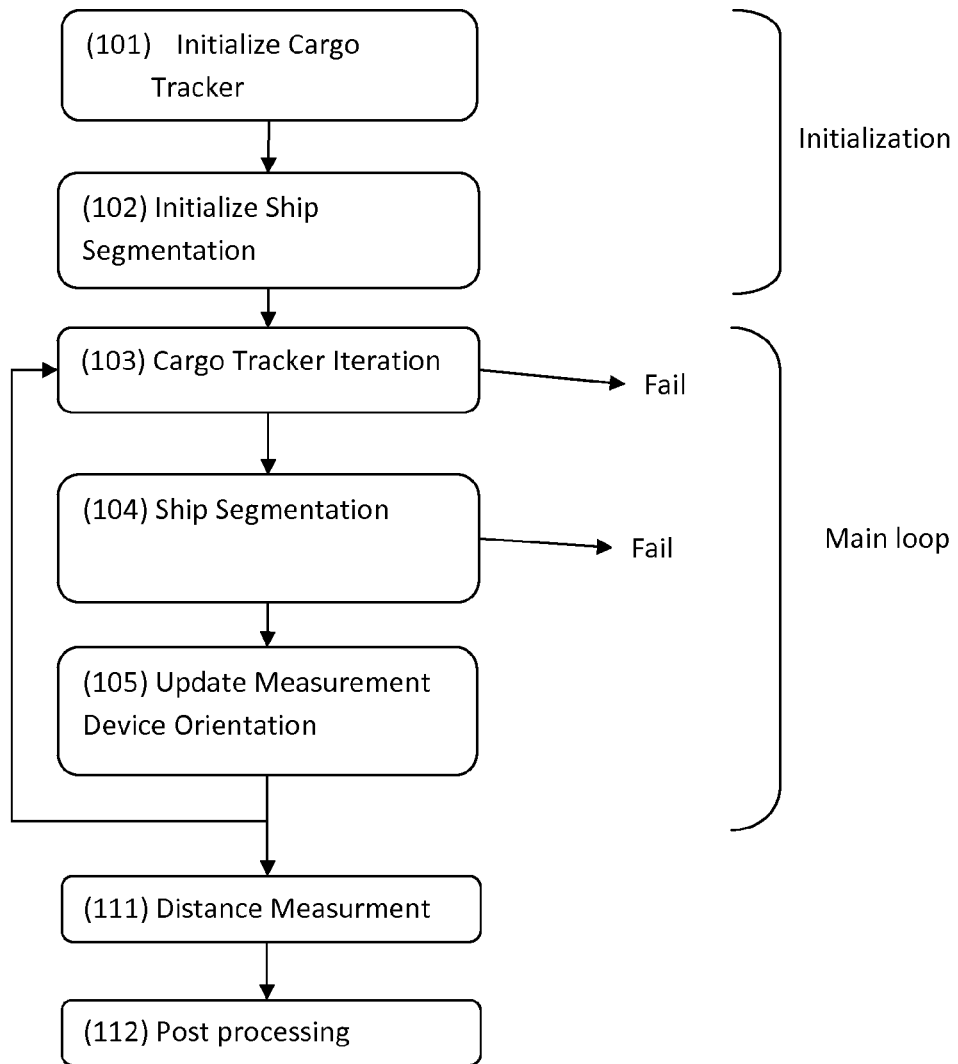 (101) Initialize Cargo
Tracker
Initialization
(102) Initialize Ship
Segmentation
(103) Cargo Tracker Iteration
Fail
(104) Ship Segmentation
Fail
Main loop
(105) Update Measurement
Device Orientation
(111) Distance Measurment
(112) Post processing